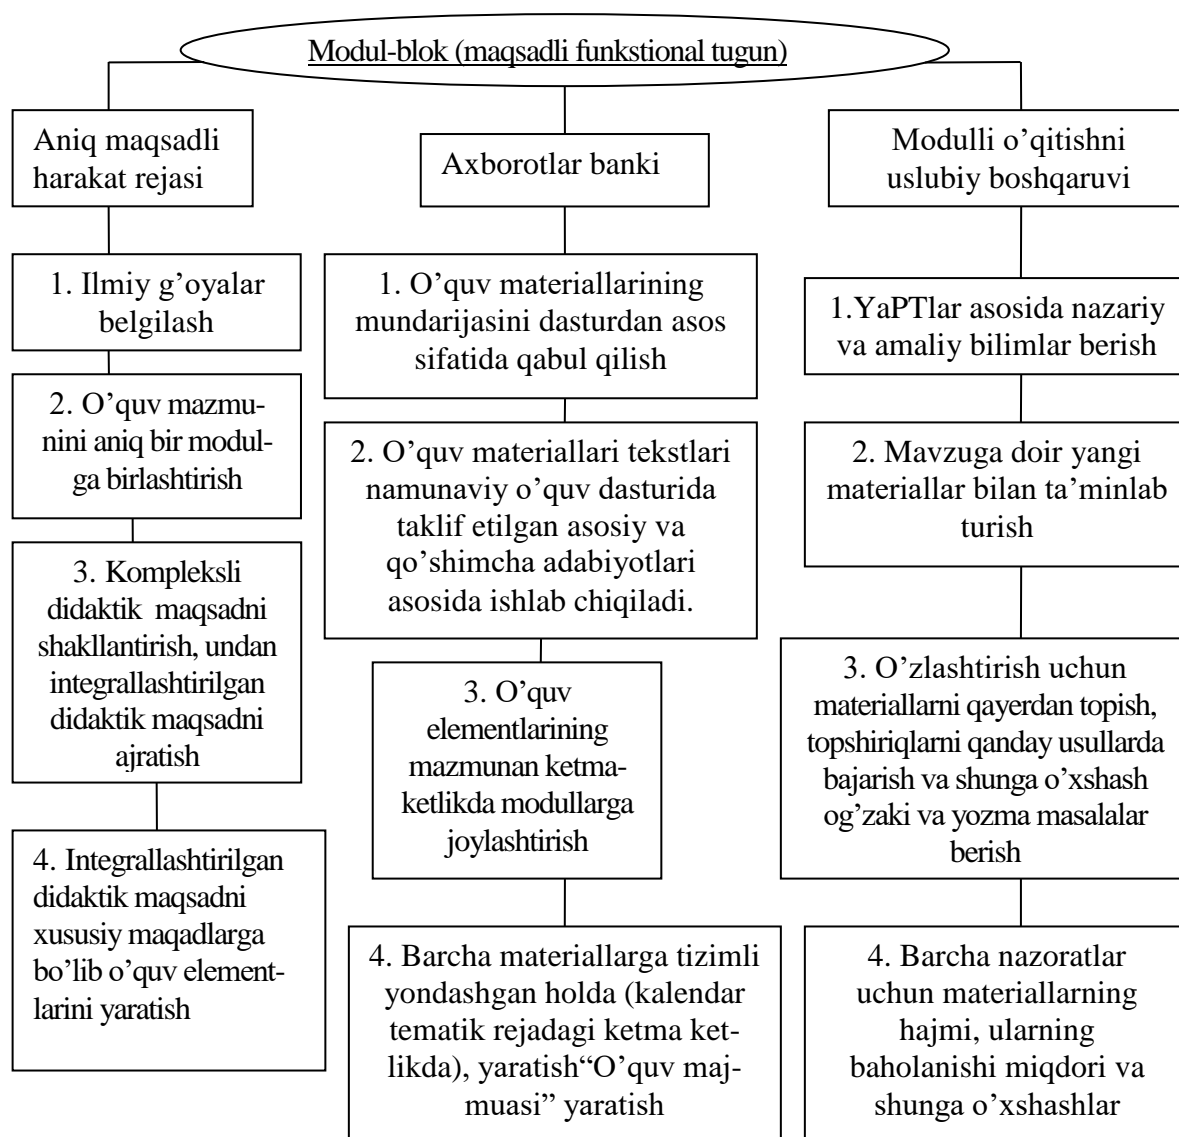 Modul-blok (maqsadli funkstional tugun)
Aniq maqsadli
harakat rejasi
Axborotlar banki
Modulli o’qitishni
uslubiy boshqaruvi
1. Ilmiy g’oyalar
belgilash
2. O’quv mazmu-
nini aniq bir modul-
ga birlashtirish
3. Kompleksli
didaktik maqsadni
shakllantirish, undan
integrallashtirilgan
didaktik maqsadni
ajratish
4. Integrallashtirilgan
didaktik maqsadni
xususiy maqadlarga
bo’lib o’quv element-
larini yaratish
1. O’quv materiallarining
mundarijasini dasturdan asos
sifatida qabul qilish
2. O’quv materiallari tekstlari
namunaviy o’quv dasturida
taklif etilgan asosiy va
qo’shimcha adabiyotlari
asosida ishlab chiqiladi.
3. O’quv
elementlarining
mazmunan ketma-
ketlikda modullarga
joylashtirish
4. Barcha materiallarga tizimli
yondashgan holda (kalendar
tematik rejadagi ketma ket-
likda), yaratish“O’quv maj-
muasi” yaratish
1.YaPTlar asosida nazariy
va amaliy bilimlar berish
2. Mavzuga doir yangi
materiallar bilan ta’minlab
turish
3. O’zlashtirish uchun
materiallarni qayerdan topish,
topshiriqlarni qanday usullarda
bajarish va shunga o’xshash
og’zaki va yozma masalalar
berish
4. Barcha nazoratlar
uchun materiallarning
hajmi, ularning
baholanishi miqdori va
shunga o’xshashlar